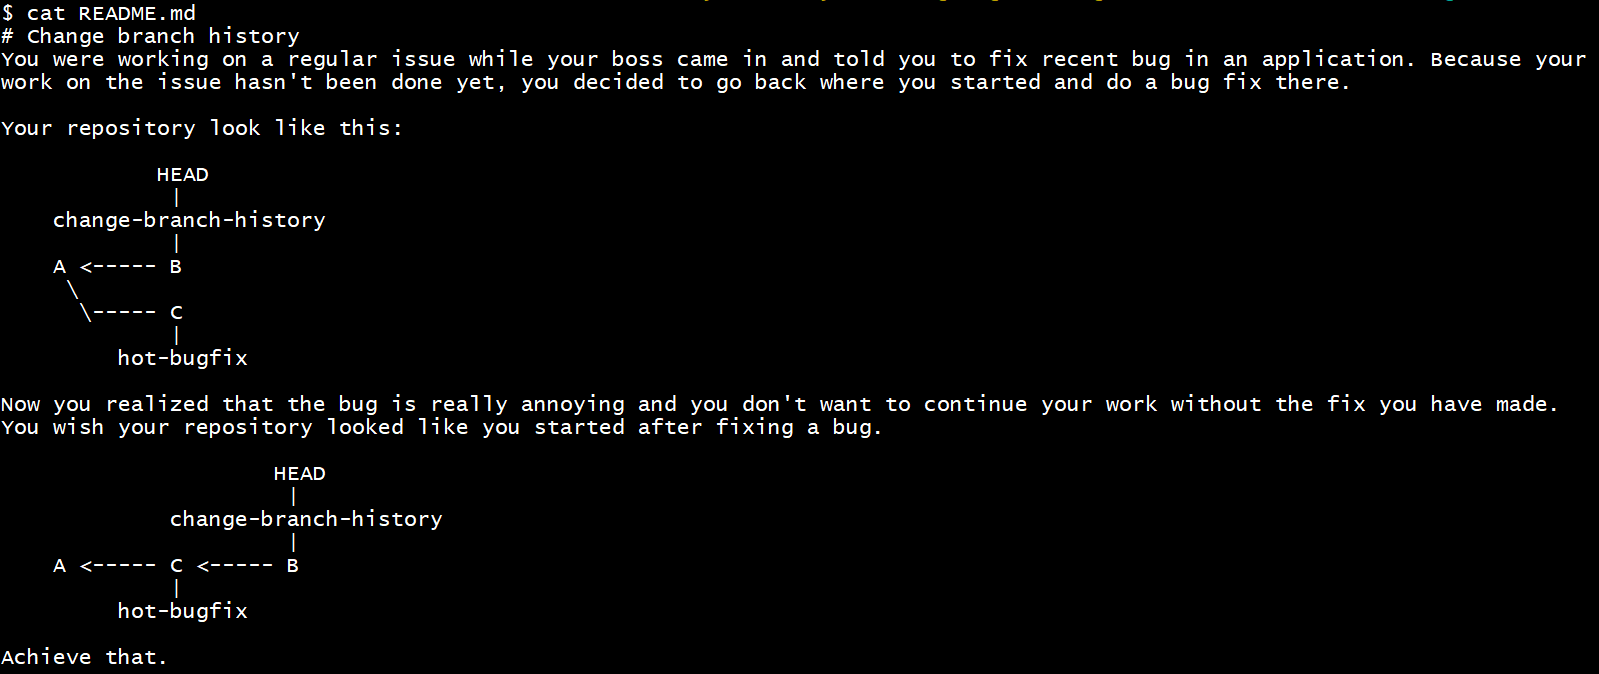 $ cat README.md
# Change branch history
You were working on a regular issue while your boss came in and told you to fix recent bug in an application. Because your
work on the issue hasn't been done yet, you decided to go back where you started and do a bug fix there.

Your repository look like this:

            HEAD
             |
    change-branch-history
             |
    A <----- B
     \
      \----- C
             |
         hot-bugfix

Now you realized that the bug is really annoying and you don't want to continue your work without the fix you have made.
You wish your repository looked like you started after fixing a bug.

                     HEAD
                      |
             change-branch-history
                      |
    A <----- C <----- B
             |
         hot-bugfix

Achieve that.